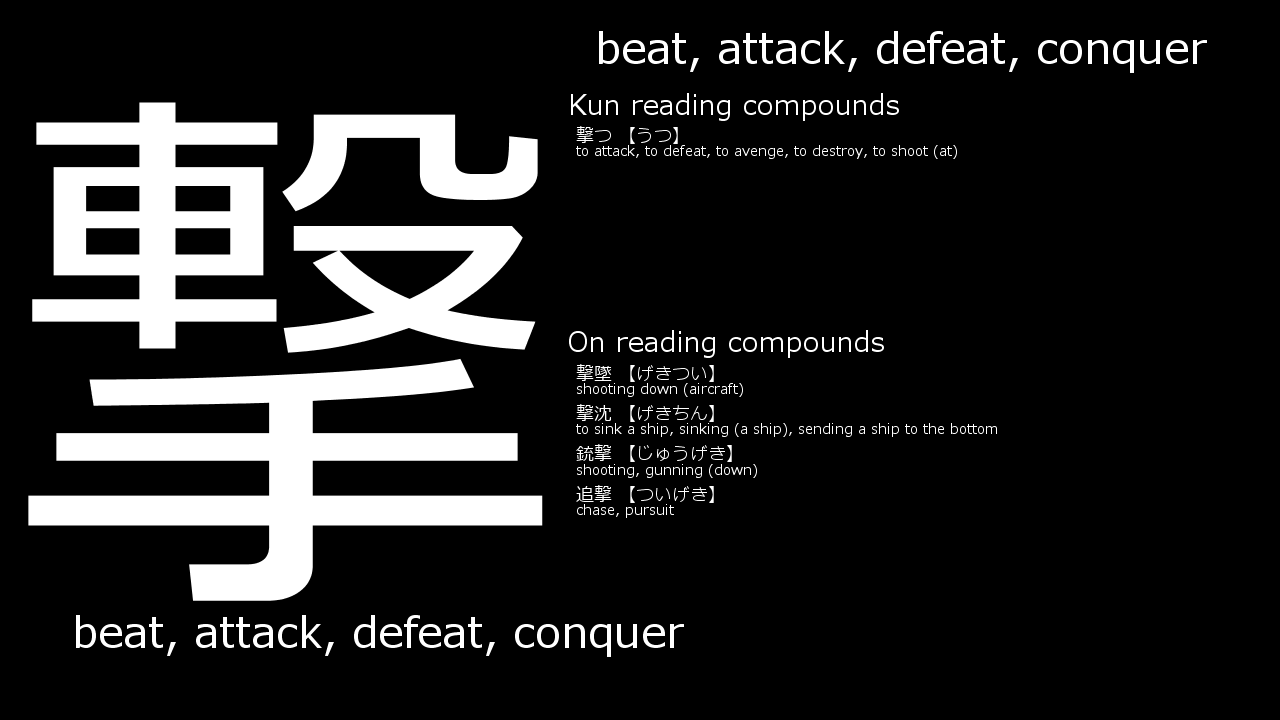 beat, attack, defeat, conquer
撃
Kun reading compounds
撃つ 【うつ】
to attack, to defeat, to avenge, to destroy, to shoot (at)
On reading compounds
撃墜 【げきつい】
shooting down (aircraft)
撃沈 【げきちん】
to sink a ship, sinking (a ship), sending a ship to the bottom
銃撃 【じゅうげき】
shooting, gunning (down)
追撃 【ついげき】
chase, pursuit
beat, attack, defeat, conquer